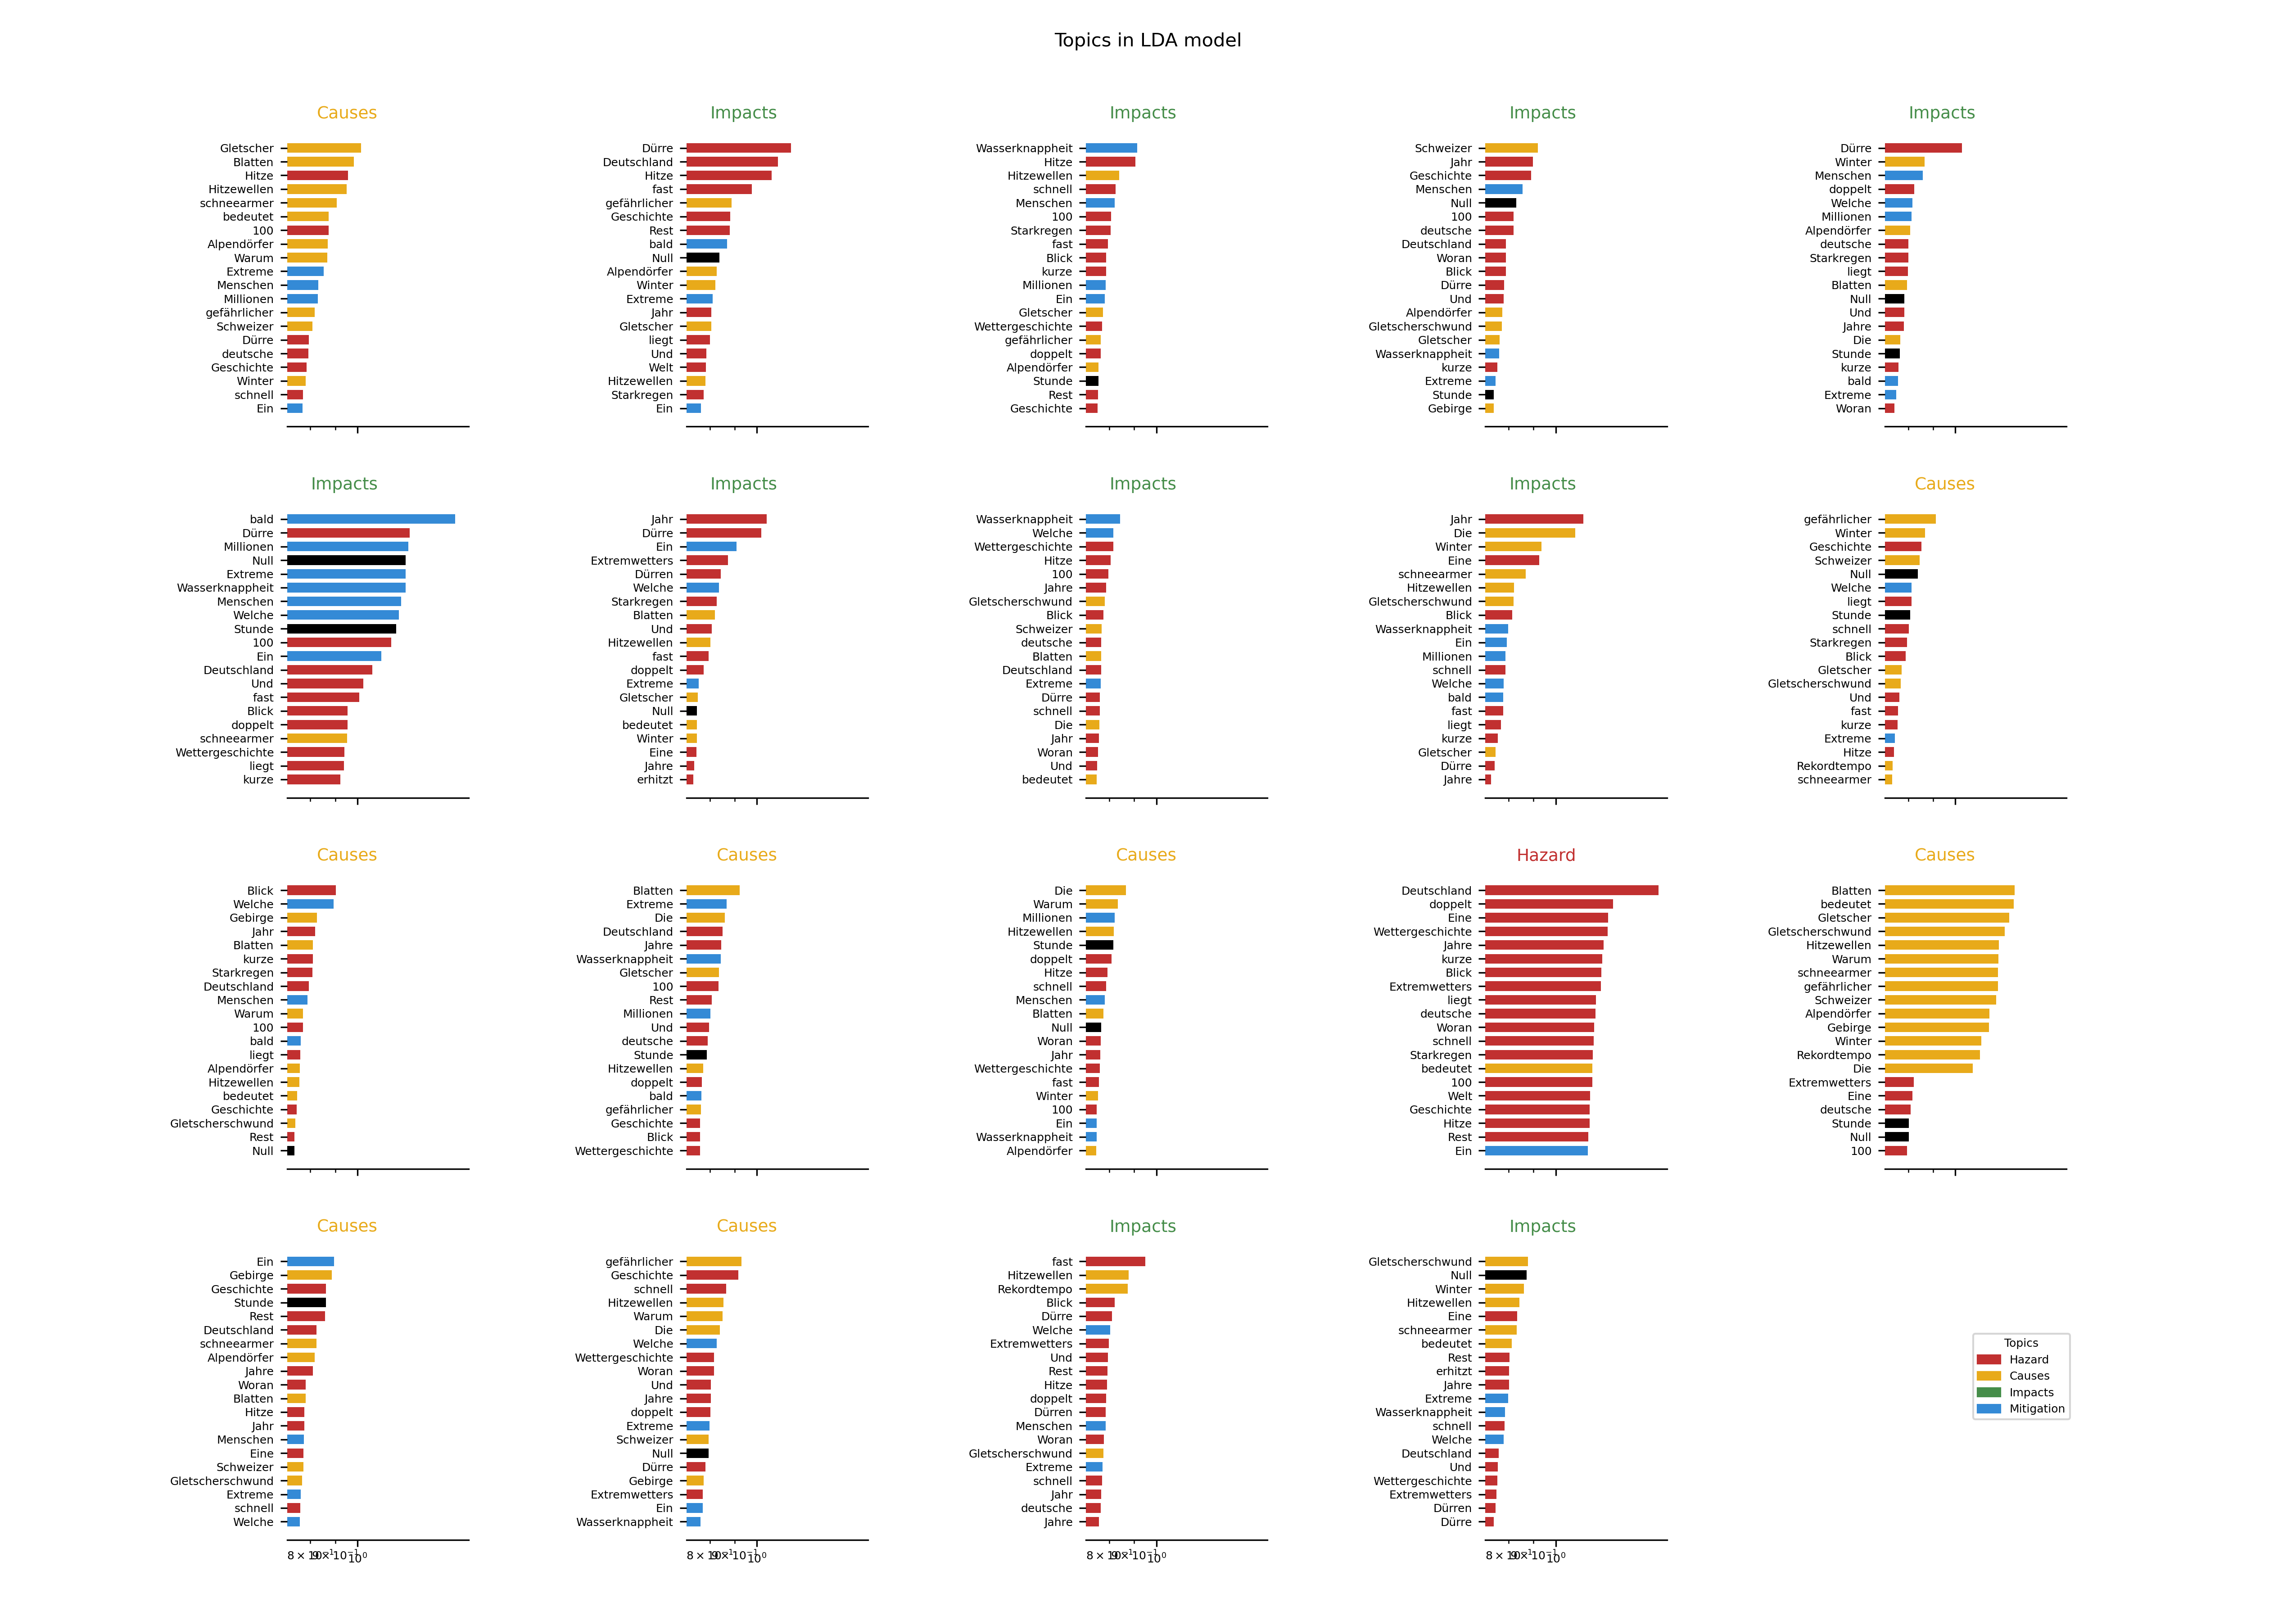 Topics in LDA model
Causes
Gletscher
Blatten
Hitze
Hitzewellen
schneearmer
bedeutet
100
Alpendörfer
Warum
Extreme
Menschen
Millionen
gefährlicher
Schweizer
Dürre
deutsche
Geschichte
Winter
schnell
Ein
Impacts
Dürre
Deutschland
Hitze
fast
gefährlicher
Geschichte
Rest
bald
Null
Alpendörfer
Winter
Extreme
Jahr
Gletscher
liegt
Und
Welt
Hitzewellen
Starkregen
Ein
Impacts
Wasserknappheit
Hitze
Hitzewellen
schnell
Menschen
100
Starkregen
fast
Blick
kurze
Millionen
Ein
Gletscher
Wettergeschichte
gefährlicher
doppelt
Alpendörfer
Stunde
Rest
Geschichte
Impacts
Schweizer
Jahr
Geschichte
Menschen
Null
100
deutsche
Deutschland
Woran
Blick
Dürre
Und
Alpendörfer
Gletscherschwund
Gletscher
Wasserknappheit
kurze
Extreme
Stunde
Gebirge
Impacts
Dürre
Winter
Menschen
doppelt
Welche
Millionen
Alpendörfer
deutsche
Starkregen
liegt
Blatten
Null
Und
Jahre
Die
Stunde
kurze
bald
Extreme
Woran
Impacts
bald
Dürre
Millionen
Null
Extreme
Wasserknappheit
Menschen
Welche
Stunde
100
Ein
Deutschland
Und
fast
Blick
doppelt
schneearmer
Wettergeschichte
liegt
kurze
Impacts
Jahr
Dürre
Ein
Extremwetters
Dürren
Welche
Starkregen
Blatten
Und
Hitzewellen
fast
doppelt
Extreme
Gletscher
Null
bedeutet
Winter
Eine
Jahre
erhitzt
Impacts
Wasserknappheit
Welche
Wettergeschichte
Hitze
100
Jahre
Gletscherschwund
Blick
Schweizer
deutsche
Blatten
Deutschland
Extreme
Dürre
schnell
Die
Jahr
Woran
Und
bedeutet
Impacts
Jahr
Die
Winter
Eine
schneearmer
Hitzewellen
Gletscherschwund
Blick
Wasserknappheit
Ein
Millionen
schnell
Welche
bald
fast
liegt
kurze
Gletscher
Dürre
Jahre
Causes
gefährlicher
Winter
Geschichte
Schweizer
Null
Welche
liegt
Stunde
schnell
Starkregen
Blick
Gletscher
Gletscherschwund
Und
fast
kurze
Extreme
Hitze
Rekordtempo
schneearmer
Causes
Blick
Welche
Gebirge
Jahr
Blatten
kurze
Starkregen
Deutschland
Menschen
Warum
100
bald
liegt
Alpendörfer
Hitzewellen
bedeutet
Geschichte
Gletscherschwund
Rest
Null
Causes
Blatten
Extreme
Die
Deutschland
Jahre
Wasserknappheit
Gletscher
100
Rest
Millionen
Und
deutsche
Stunde
Hitzewellen
doppelt
bald
gefährlicher
Geschichte
Blick
Wettergeschichte
Causes
Die
Warum
Millionen
Hitzewellen
Stunde
doppelt
Hitze
schnell
Menschen
Blatten
Null
Woran
Jahr
Wettergeschichte
fast
Winter
100
Ein
Wasserknappheit
Alpendörfer
Hazard
Deutschland
doppelt
Eine
Wettergeschichte
Jahre
kurze
Blick
Extremwetters
liegt
deutsche
Woran
schnell
Starkregen
bedeutet
100
Welt
Geschichte
Hitze
Rest
Ein
Causes
Blatten
bedeutet
Gletscher
Gletscherschwund
Hitzewellen
Warum
schneearmer
gefährlicher
Schweizer
Alpendörfer
Gebirge
Winter
Rekordtempo
Die
Extremwetters
Eine
deutsche
Stunde
Null
100
Causes
Ein
Gebirge
Geschichte
Stunde
Rest
Deutschland
schneearmer
Alpendörfer
Jahre
Woran
Blatten
Hitze
Jahr
Menschen
Eine
Schweizer
Gletscherschwund
Extreme
schnell
Welche
Causes
gefährlicher
Geschichte
schnell
Hitzewellen
Warum
Die
Welche
Wettergeschichte
Woran
Und
Jahre
doppelt
Extreme
Schweizer
Null
Dürre
Gebirge
Extremwetters
Ein
Wasserknappheit
Impacts
fast
Hitzewellen
Rekordtempo
Blick
Dürre
Welche
Extremwetters
Und
Rest
Hitze
doppelt
Dürren
Menschen
Woran
Gletscherschwund
Extreme
schnell
Jahr
deutsche
Jahre
Impacts
Gletscherschwund
Null
Winter
Hitzewellen
Eine
schneearmer
bedeutet
Rest
erhitzt
Jahre
Extreme
Wasserknappheit
schnell
Welche
Deutschland
Und
Wettergeschichte
Extremwetters
Dürren
Dürre
Topics
Hazard
Causes
Impacts
Mitigation